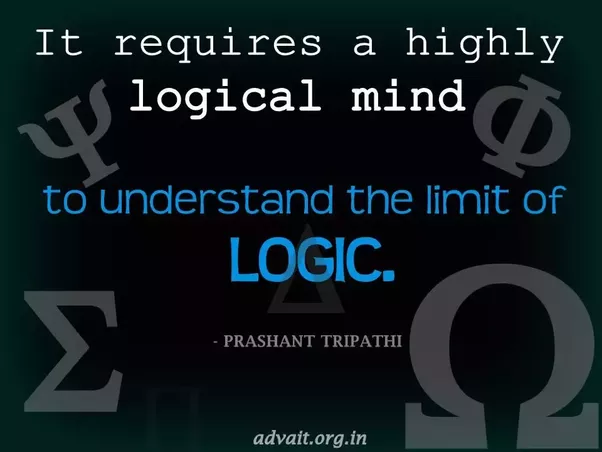 It requires a highly
logical mind
Ψ
Φ
to understand the limit of
LOGIC.
Δ
Σ
Ω
- PRASHANT TRIPATHI
Π
advait.org.in